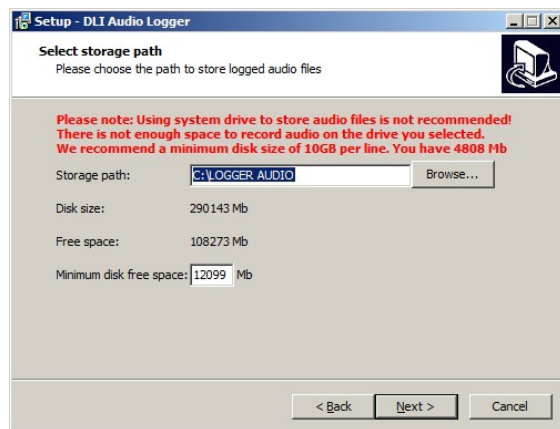 Setup - DLI Audio Logger
Select storage path
Please choose the path to store logged audio files
Please note: Using system drive to store audio files is not recommended!
There is not enough space to record audio on the drive you selected.
We recommend a minimum disk size of 10GB per line. You have 4808 Mb
Storage path: C:\LOGGER AUDIO Browse...
Disk size: 290143 Mb
Free space: 108273 Mb
Minimum disk free space: 12099 Mb
< Back Next > Cancel